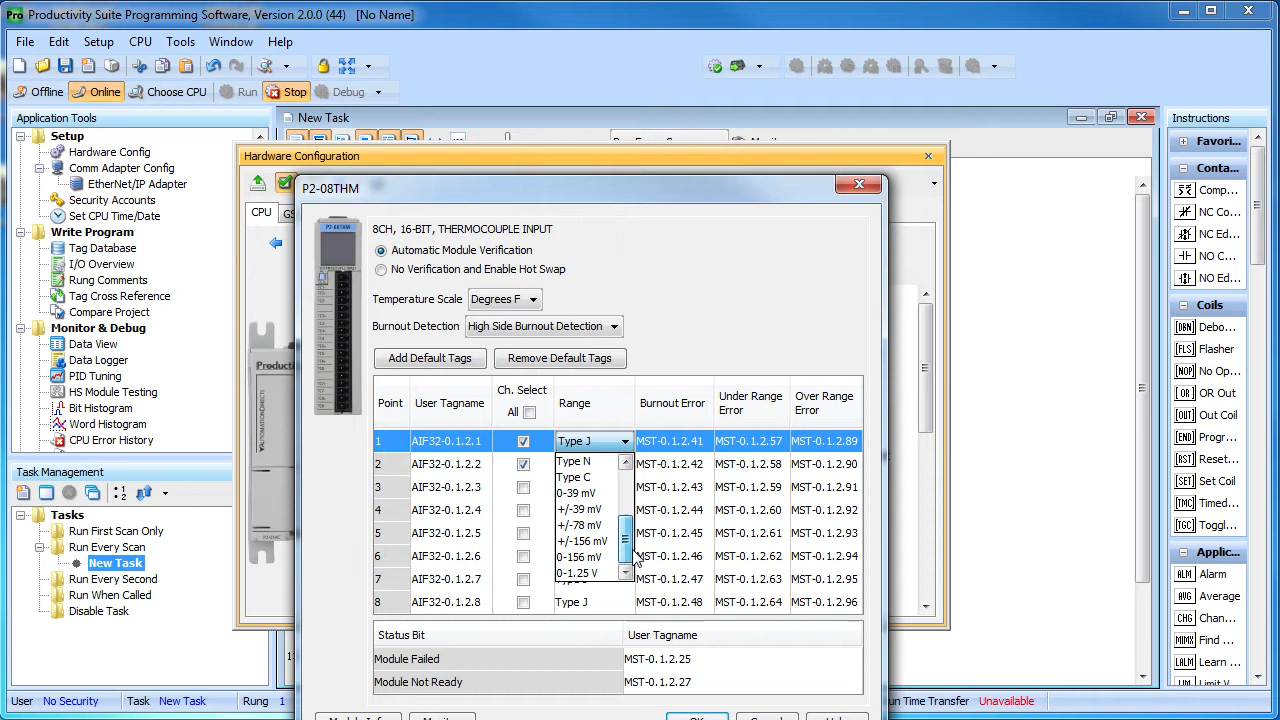 Pro Productivity Suite Programming Software, Version 2.0.0 (44) [No Name]
File Edit Setup CPU Tools Window Help
Offline Online Choose CPU Run Stop Debug
Application Tools
Setup
Hardware Config
Comm Adapter Config
EtherNet/IP Adapter
Security Accounts
Set CPU Time/Date
Write Program
Tag Database
I/O Overview
Rung Comments
Tag Cross Reference
Compare Project
Monitor & Debug
Data View
Data Logger
PID Tuning
HS Module Testing
Bit Histogram
Word Histogram
CPU Error History
Task Management
Tasks
Run First Scan Only
Run Every Scan
New Task
Run Every Second
Run When Called
Disable Task
New Task
Hardware Configuration
CPU
P2-08THM
8CH, 16-BIT, THERMOCOUPLE INPUT
Automatic Module Verification
No Verification and Enable Hot Swap
Temperature Scale Degrees F
Burnout Detection High Side Burnout Detection
Add Default Tags Remove Default Tags
Point User Tagname Ch. Select All Range Burnout Error Under Range Error Over Range Error
1 AIF32-0.1.2.1 Type J MST-0.1.2.41 MST-0.1.2.57 MST-0.1.2.89
2 AIF32-0.1.2.2 MST-0.1.2.42 MST-0.1.2.58 MST-0.1.2.90
3 AIF32-0.1.2.3 MST-0.1.2.43 MST-0.1.2.59 MST-0.1.2.91
4 AIF32-0.1.2.4 MST-0.1.2.44 MST-0.1.2.60 MST-0.1.2.92
5 AIF32-0.1.2.5 MST-0.1.2.45 MST-0.1.2.61 MST-0.1.2.93
6 AIF32-0.1.2.6 MST-0.1.2.46 MST-0.1.2.62 MST-0.1.2.94
7 AIF32-0.1.2.7 MST-0.1.2.47 MST-0.1.2.63 MST-0.1.2.95
8 AIF32-0.1.2.8 Type J MST-0.1.2.48 MST-0.1.2.64 MST-0.1.2.96
Type N
Type C
0-39 mV
+/-39 mV
+/-78 mV
+/-156 mV
0-156 mV
0-1.25 V
Status Bit User Tagname
Module Failed MST-0.1.2.25
Module Not Ready MST-0.1.2.27
Instructions
Favori...
Conta...
Comp...
NC Co...
NC Ed...
NO Co...
NO Ed...
Coils
Debo...
Flasher
No Op...
OR Out
Out Coil
Progr...
Reset...
Set Coil
Timed...
Toggl...
Applic...
Alarm
Average
Chan...
Find ...
Learn ...
User No Security Task New Task Rung 1 un Time Transfer Unavailable